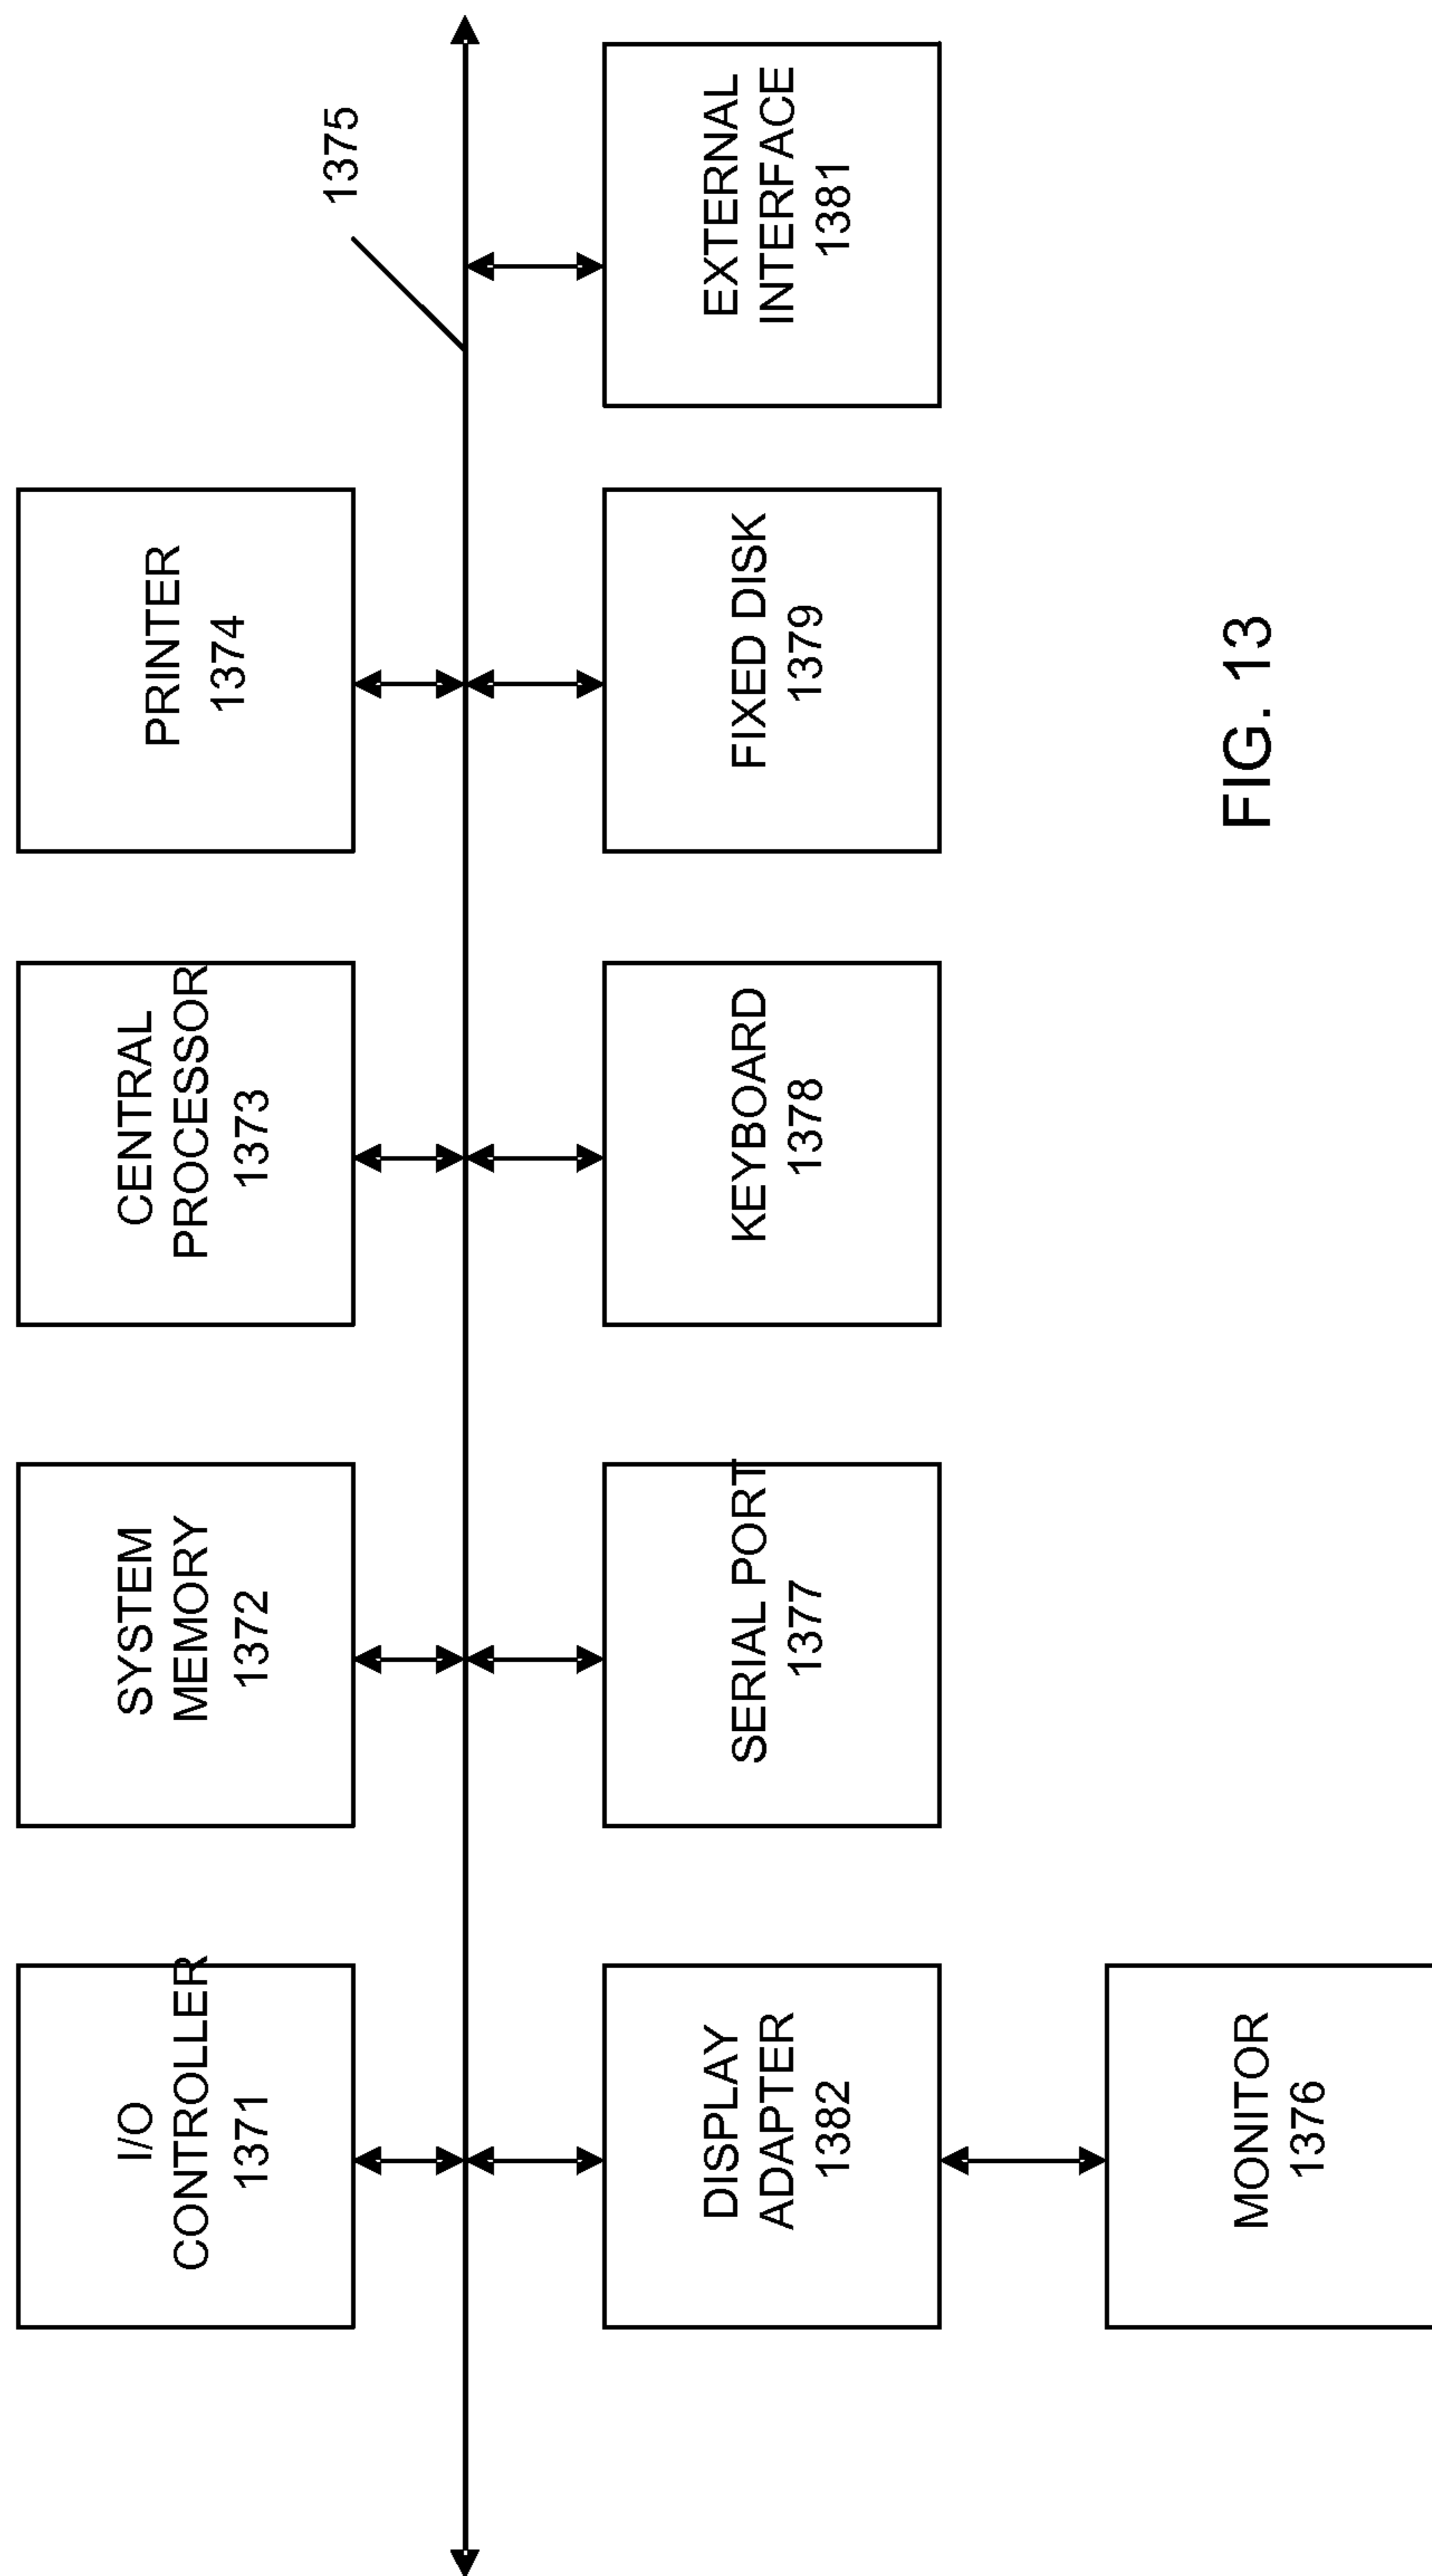 I/O
CONTROLLER
1371
SYSTEM
MEMORY
1372
CENTRAL
PROCESSOR
1373
PRINTER
1374
1375
DISPLAY
ADAPTER
1382
SERIAL PORT
1377
KEYBOARD
1378
FIXED DISK
1379
EXTERNAL
INTERFACE
1381
MONITOR
1376
FIG. 13